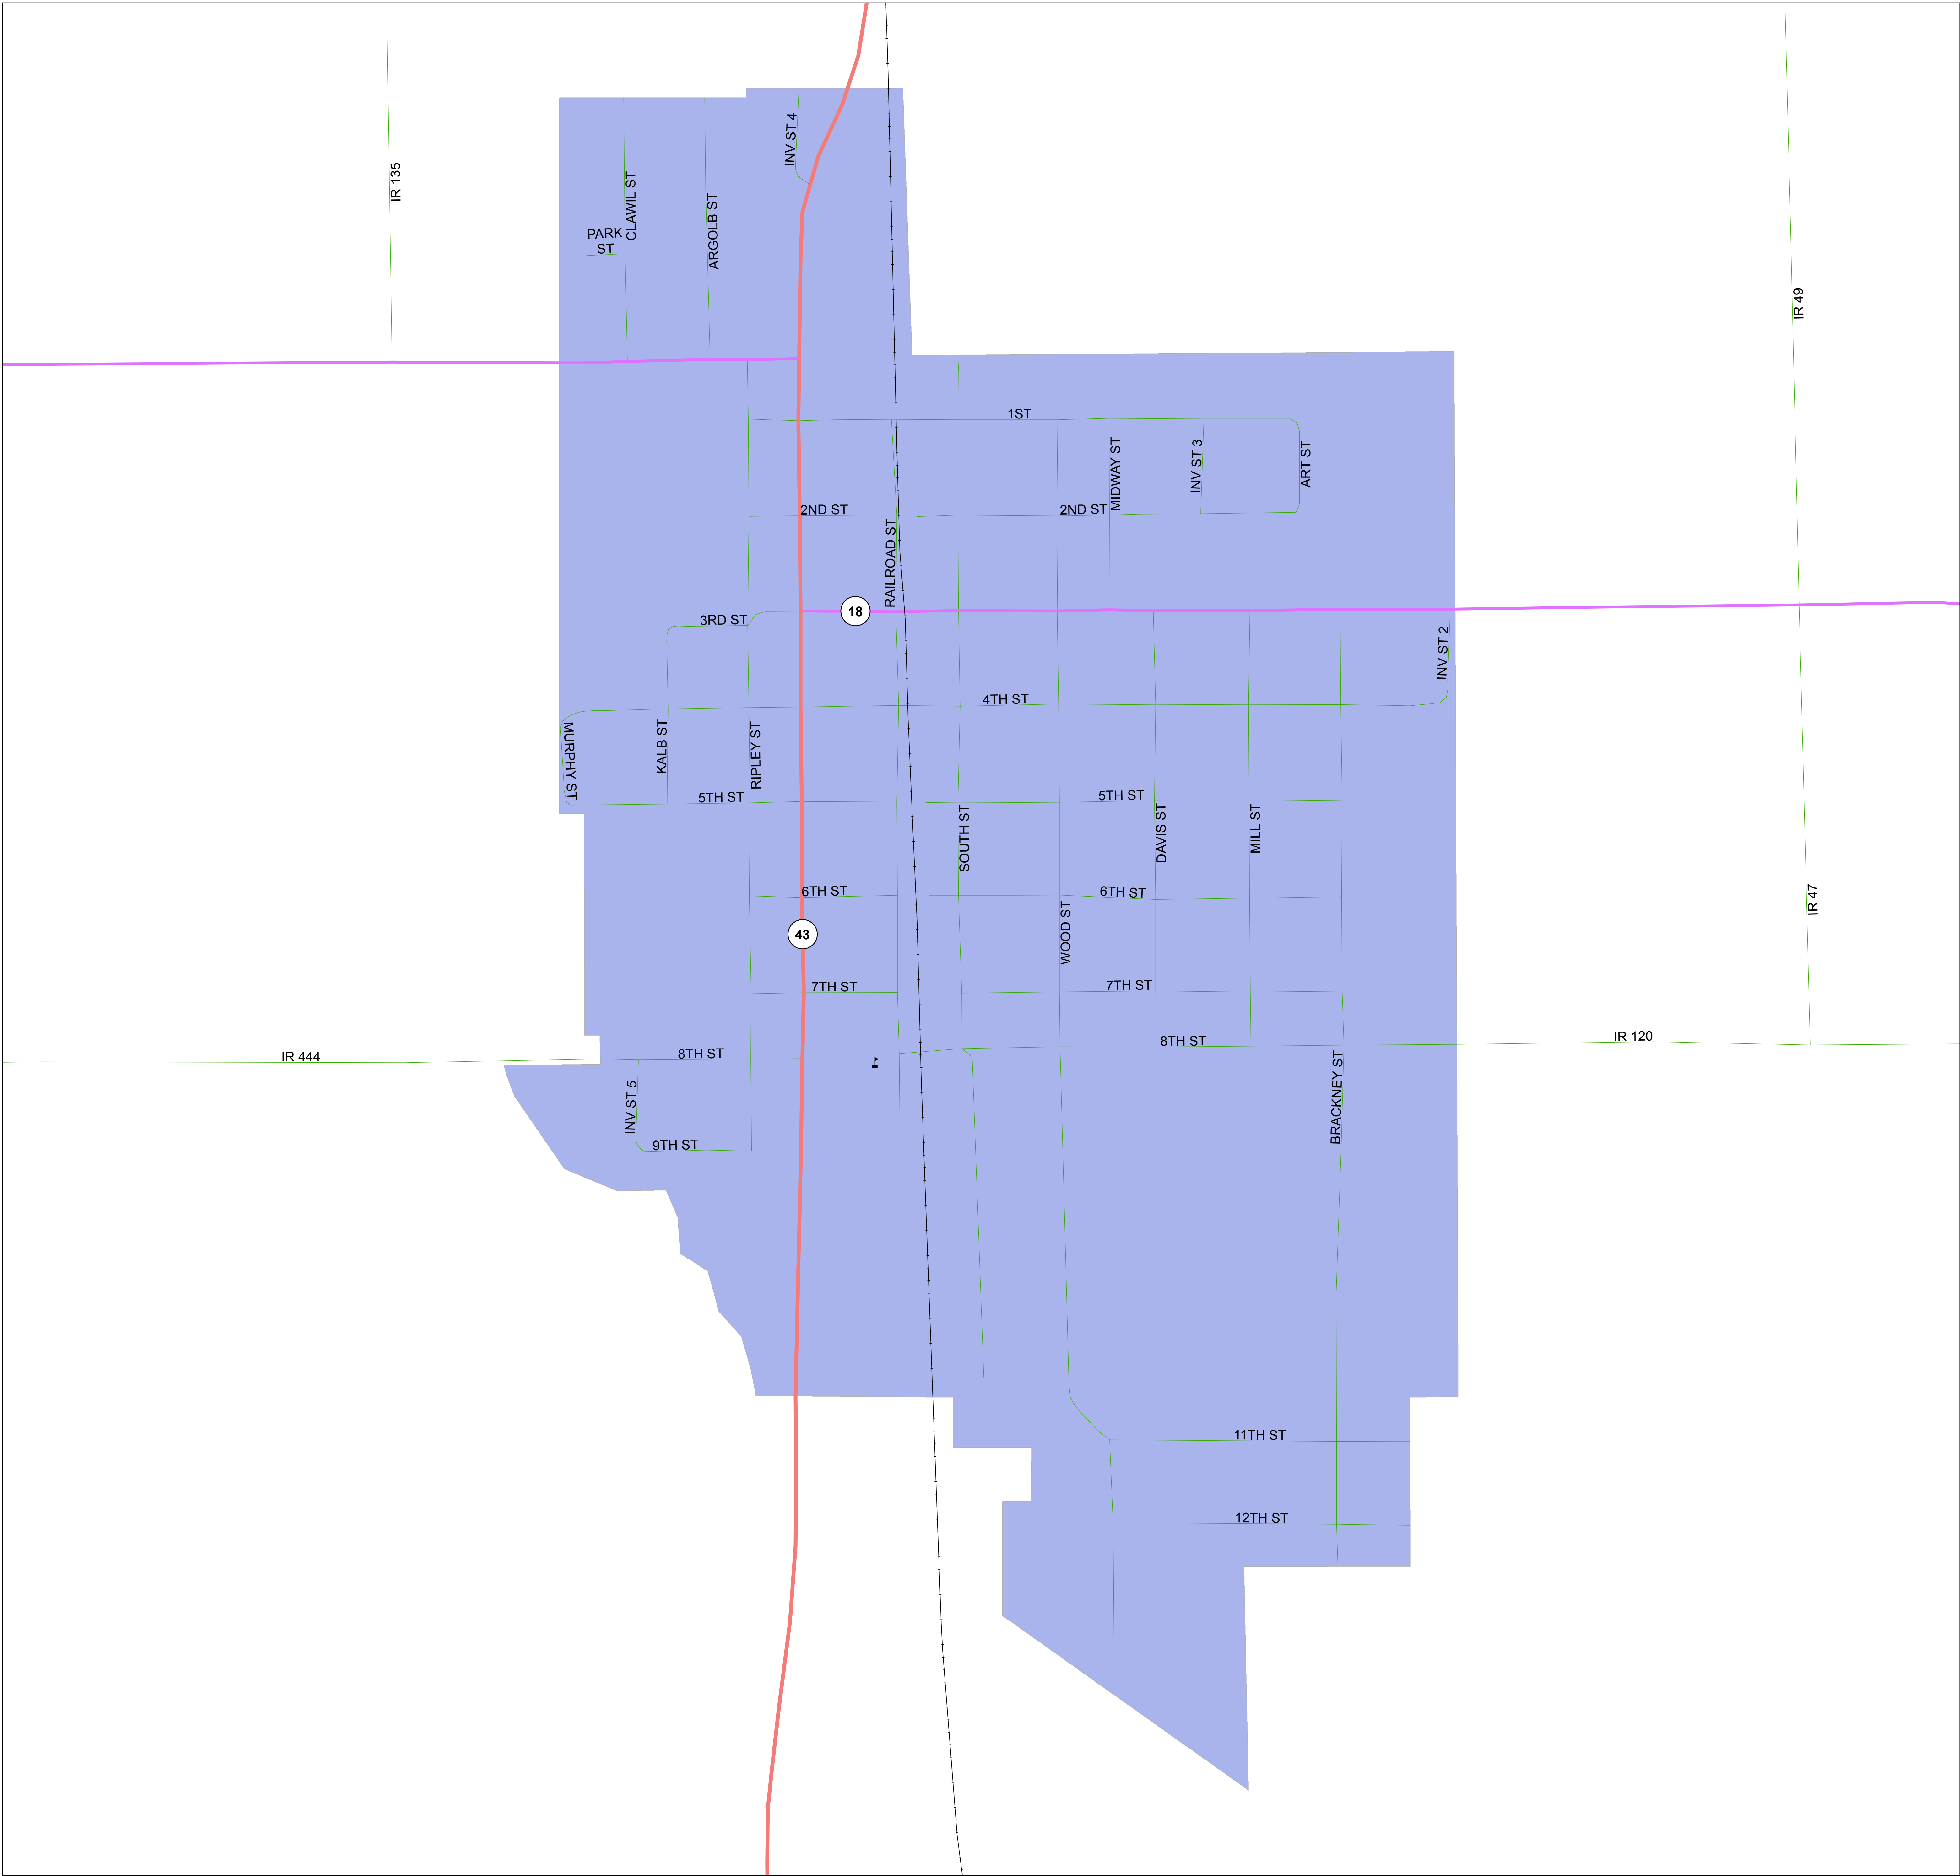 INV ST 4
IR 135
CLAWIL ST
ARGOLB ST
PARK
ST
IR 49
1ST
MIDWAY ST
INV ST 3
ART ST
2ND ST
2ND ST
RAILROAD ST
18
3RD ST
INV ST 2
4TH ST
MURPHY ST
KALB ST
RIPLEY ST
5TH ST
5TH ST
SOUTH ST
DAVIS ST
MILL ST
6TH ST
6TH ST
IR 47
WOOD ST
43
7TH ST
7TH ST
IR 444
8TH ST
8TH ST
IR 120
INV ST 5
BRACKNEY ST
9TH ST
11TH ST
12TH ST